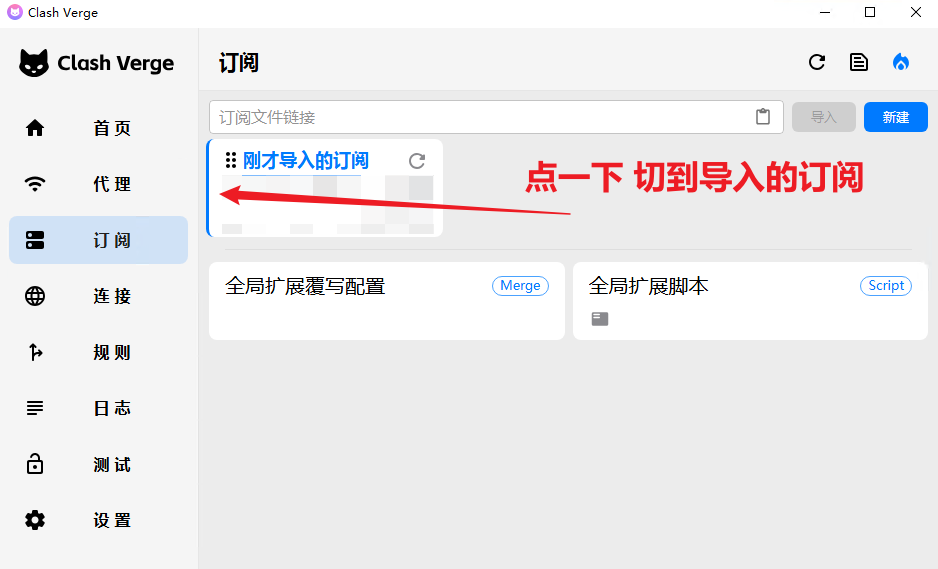 Clash Verge
Clash Verge
首页
代理
订阅
连接
规则
日志
测试
设置
订阅
订阅文件链接
导入
新建
刚才导入的订阅
点一下 切到导入的订阅
全局扩展覆写配置
Merge
全局扩展脚本
Script